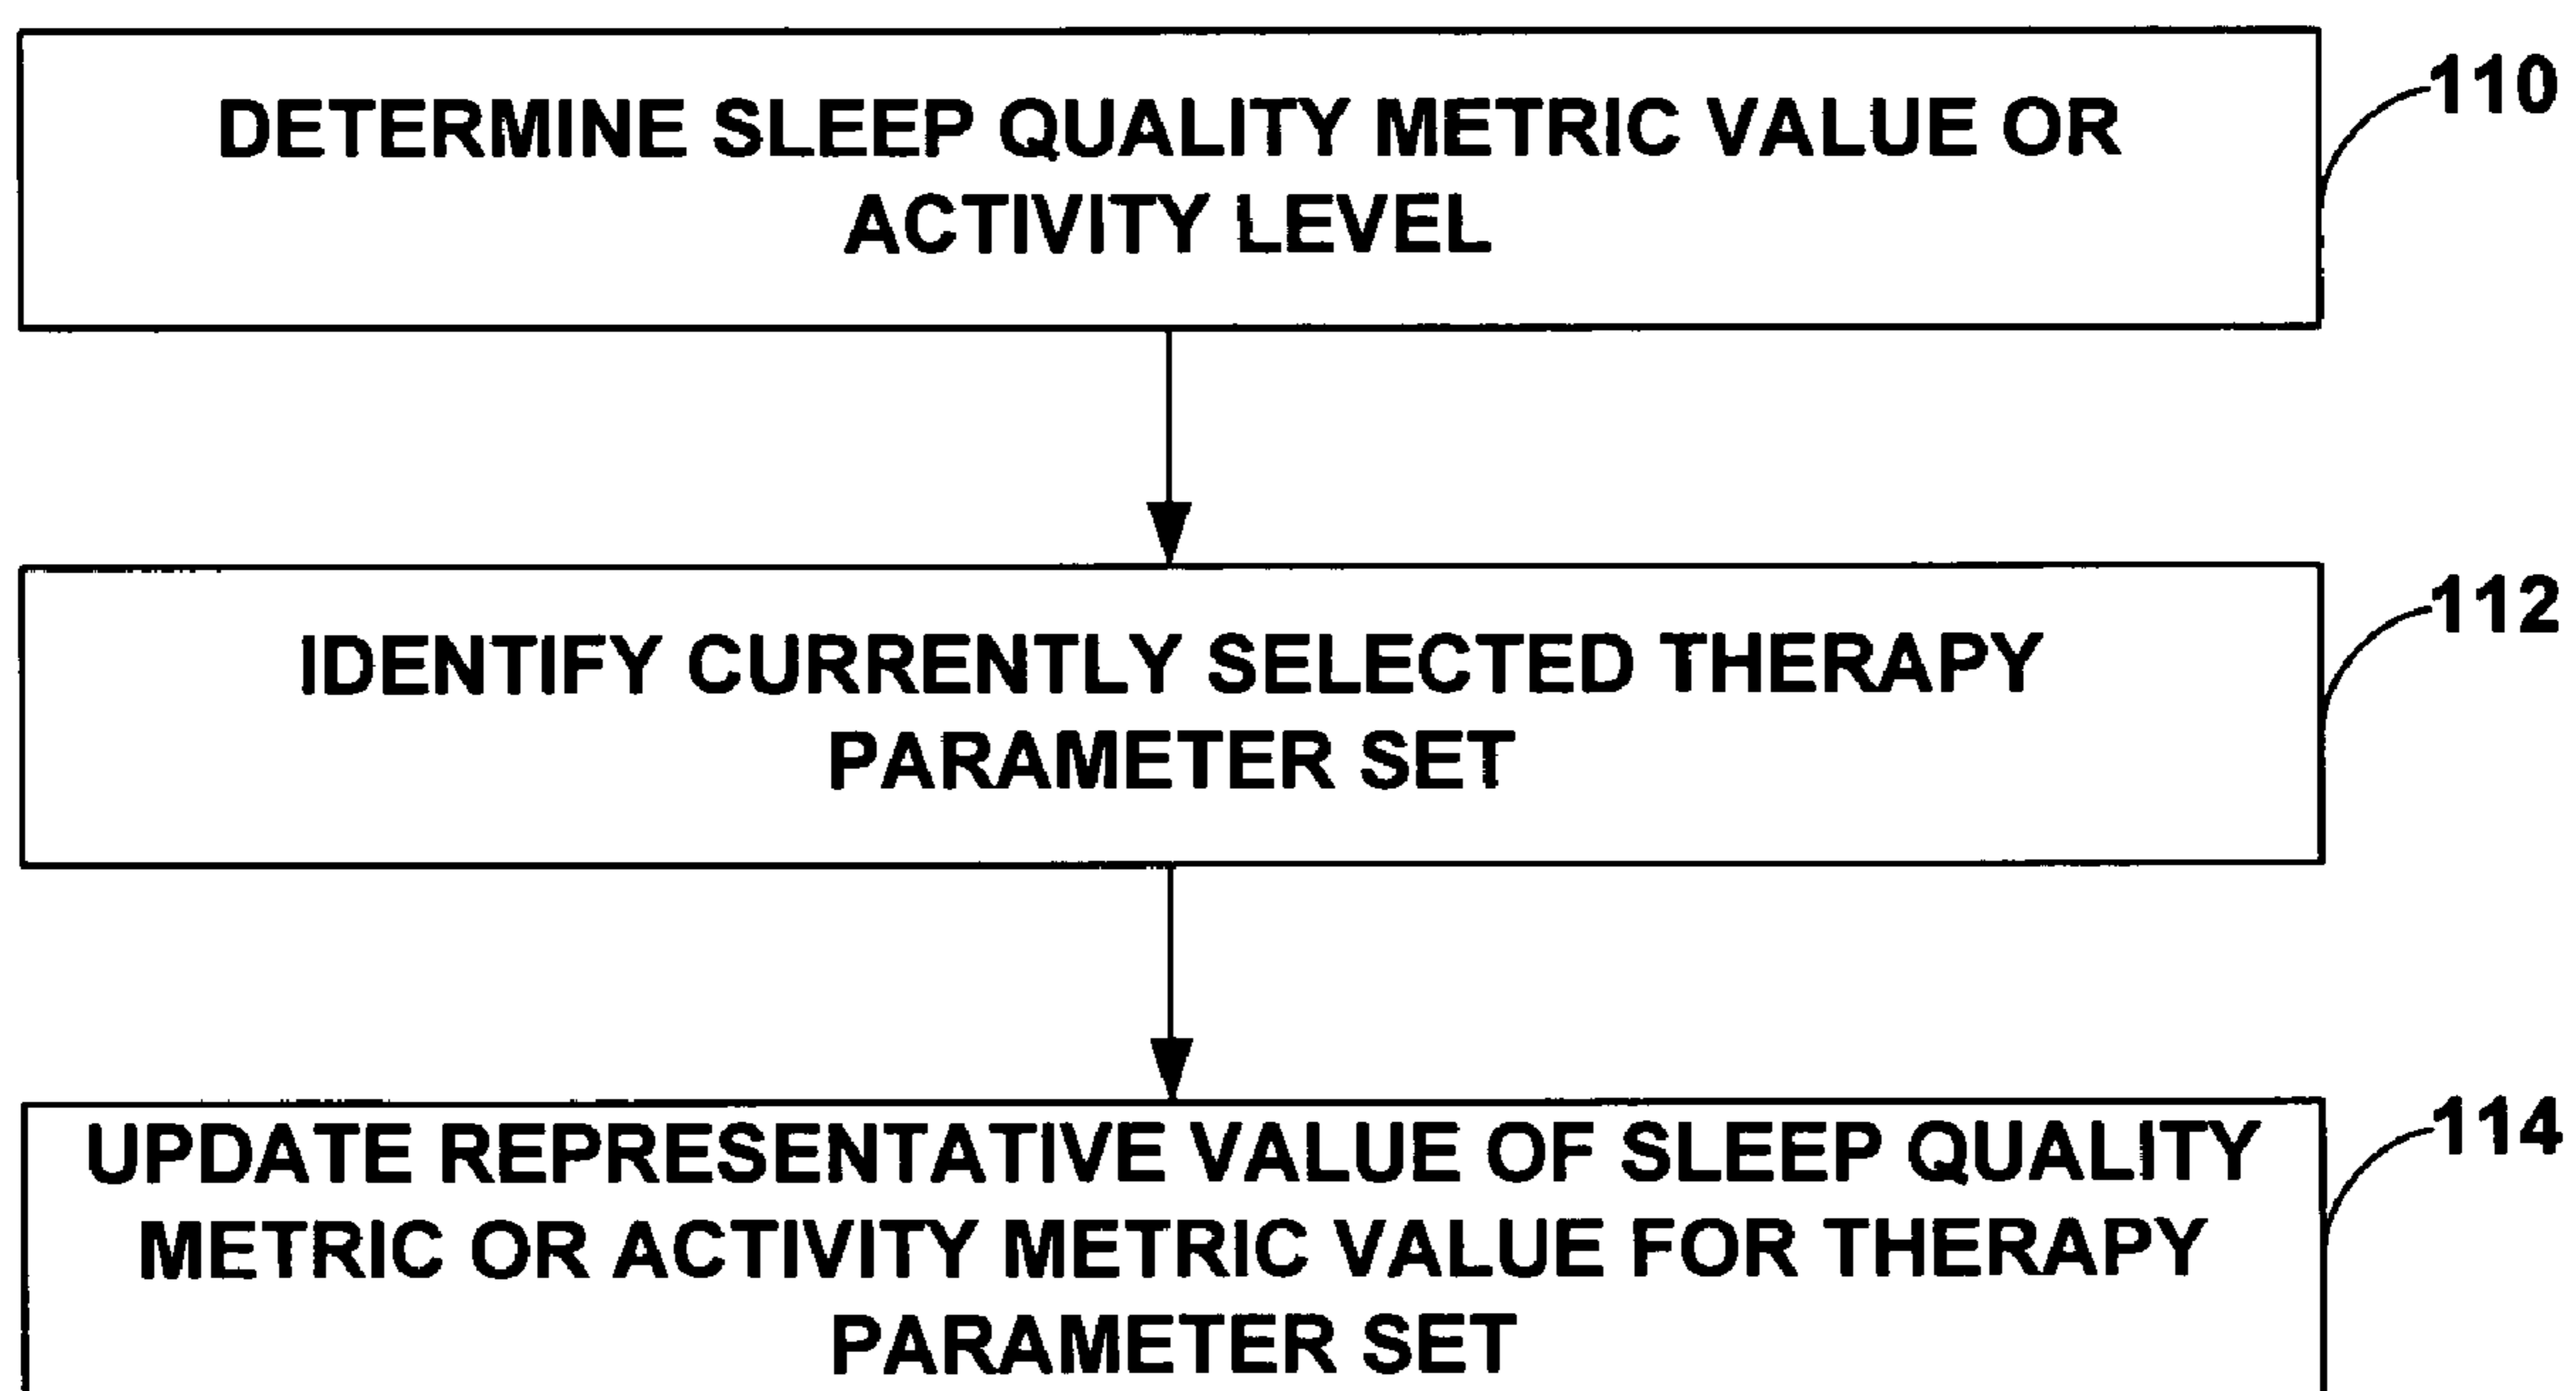 DETERMINE SLEEP QUALITY METRIC VALUE OR
ACTIVITY LEVEL
110
IDENTIFY CURRENTLY SELECTED THERAPY
PARAMETER SET
112
UPDATE REPRESENTATIVE VALUE OF SLEEP QUALITY
METRIC OR ACTIVITY METRIC VALUE FOR THERAPY
PARAMETER SET
114